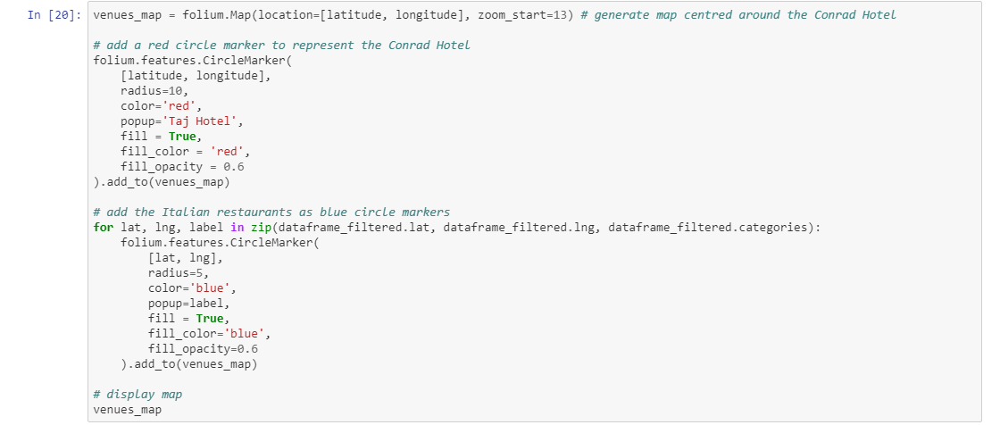 In [20]: venues_map = folium.Map(location=[latitude, longitude], zoom_start=13) # generate map centred around the Conrad Hotel

# add a red circle marker to represent the Conrad Hotel
folium.features.CircleMarker(
    [latitude, longitude],
    radius=10,
    color='red',
    popup='Taj Hotel',
    fill = True,
    fill_color = 'red',
    fill_opacity = 0.6
).add_to(venues_map)

# add the Italian restaurants as blue circle markers
for lat, lng, label in zip(dataframe_filtered.lat, dataframe_filtered.lng, dataframe_filtered.categories):
    folium.features.CircleMarker(
        [lat, lng],
        radius=5,
        color='blue',
        popup=label,
        fill = True,
        fill_color='blue',
        fill_opacity=0.6
    ).add_to(venues_map)

# display map
venues_map